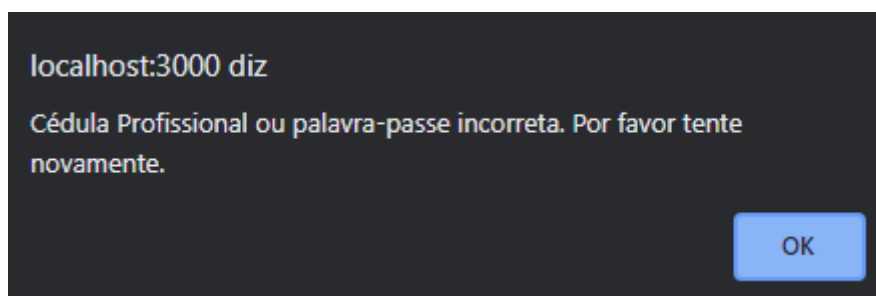 localhost:3000 diz
Cédula Profissional ou palavra-passe incorreta. Por favor tente
novamente.
OK